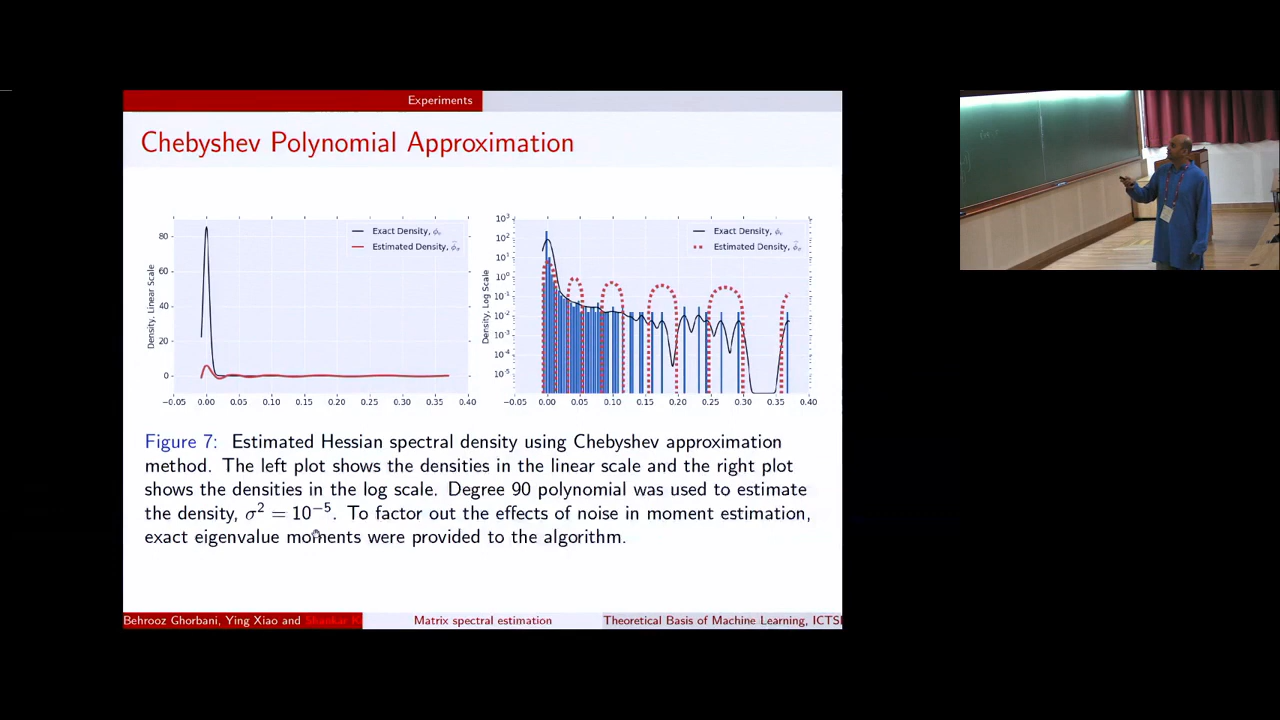 Experiments
Chebyshev Polynomial Approximation
Density, Linear Scale
80
60
40
20
0
−0.05 0.00 0.05 0.10 0.15 0.20 0.25 0.30 0.35 0.40
Exact Density, ϕσ
Estimated Density, ϕ̂σ
Density, Log Scale
10³
10²
10¹
10⁰
10⁻¹
10⁻²
10⁻³
10⁻⁴
10⁻⁵
−0.05 0.00 0.05 0.10 0.15 0.20 0.25 0.30 0.35 0.40
Exact Density, ϕσ
Estimated Density, ϕ̂σ
Figure 7: Estimated Hessian spectral density using Chebyshev approximation
method. The left plot shows the densities in the linear scale and the right plot
shows the densities in the log scale. Degree 90 polynomial was used to estimate
the density, σ² = 10⁻⁵. To factor out the effects of noise in moment estimation,
exact eigenvalue moments were provided to the algorithm.
Behrooz Ghorbani, Ying Xiao and Shankar
Matrix spectral estimation
Theoretical Basis of Machine Learning, ICTS